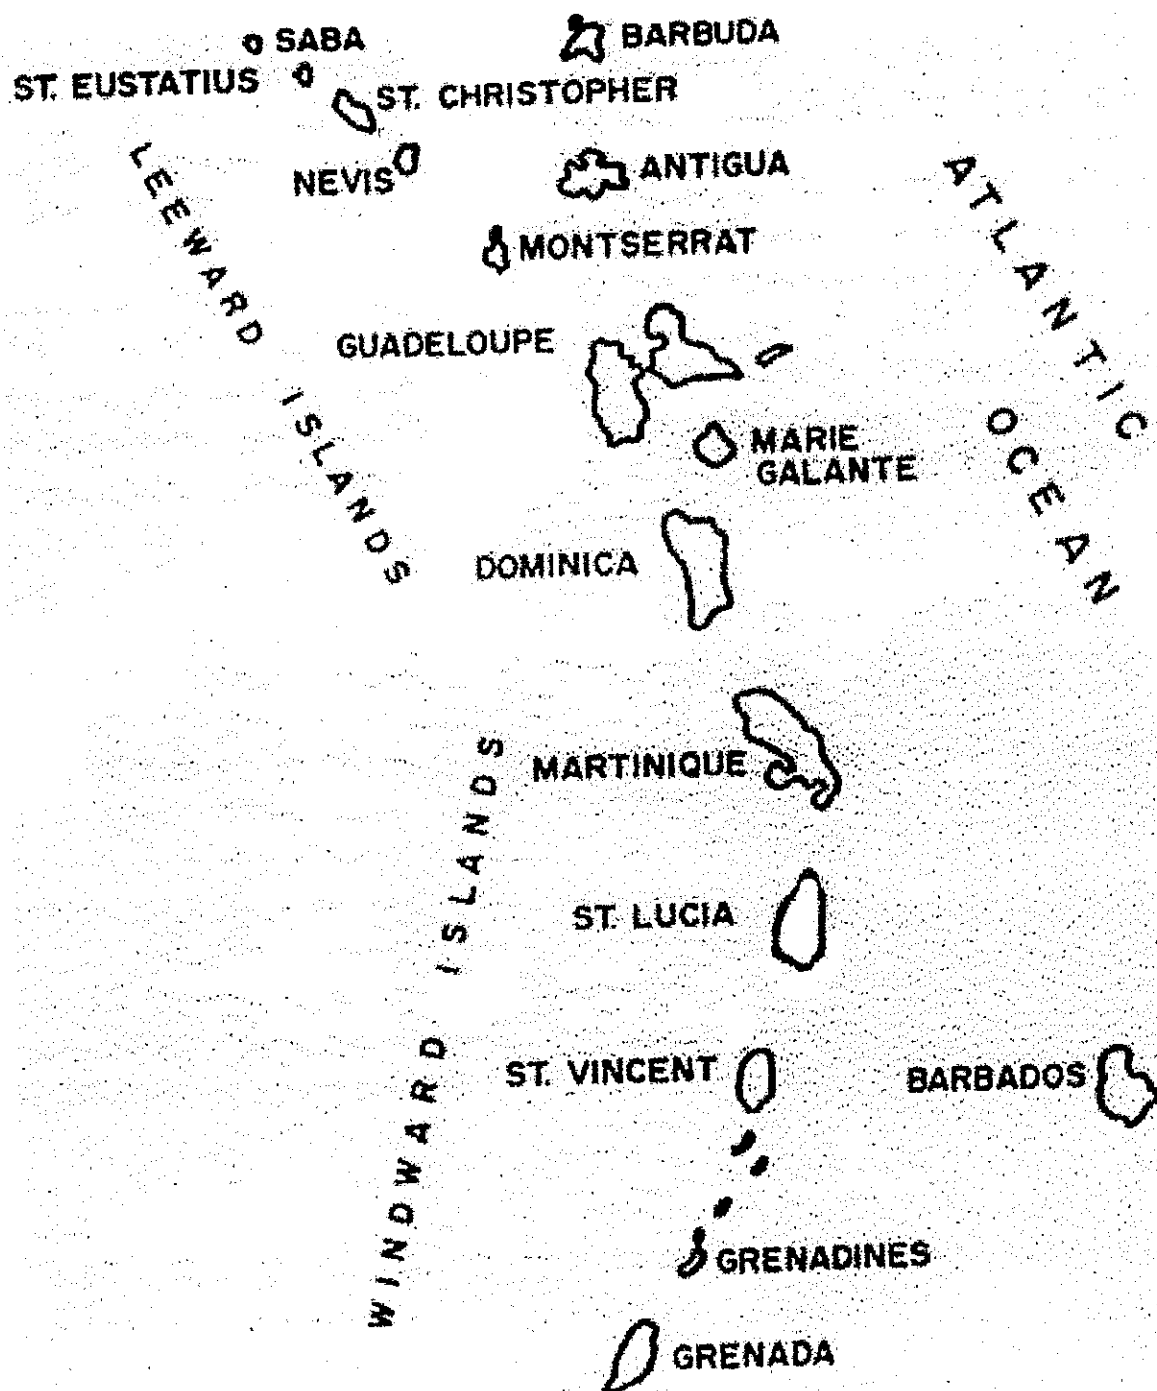 SABA
BARBUDA
ST. EUSTATIUS
ST. CHRISTOPHER
NEVIS
ANTIGUA
MONTSERRAT
LEEWARD ISLANDS
ATLANTIC
OCEAN
GUADELOUPE
MARIE
GALANTE
DOMINICA
MARTINIQUE
WINDWARD ISLANDS
ST. LUCIA
ST. VINCENT
BARBADOS
GRENADINES
GRENADA